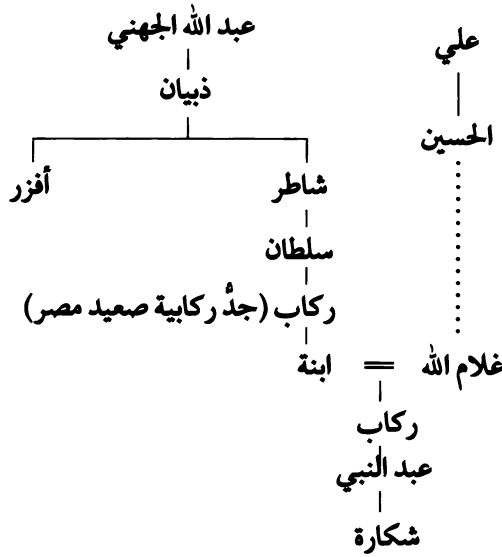 عبد الله الجهني
علي
ذبيان
الحسين
شاطر
أفزر
سلطان
ركاب (جدُّ ركابية صعيد مصر)
غلام الله = ابنة
ركاب
عبد النبي
شكارة